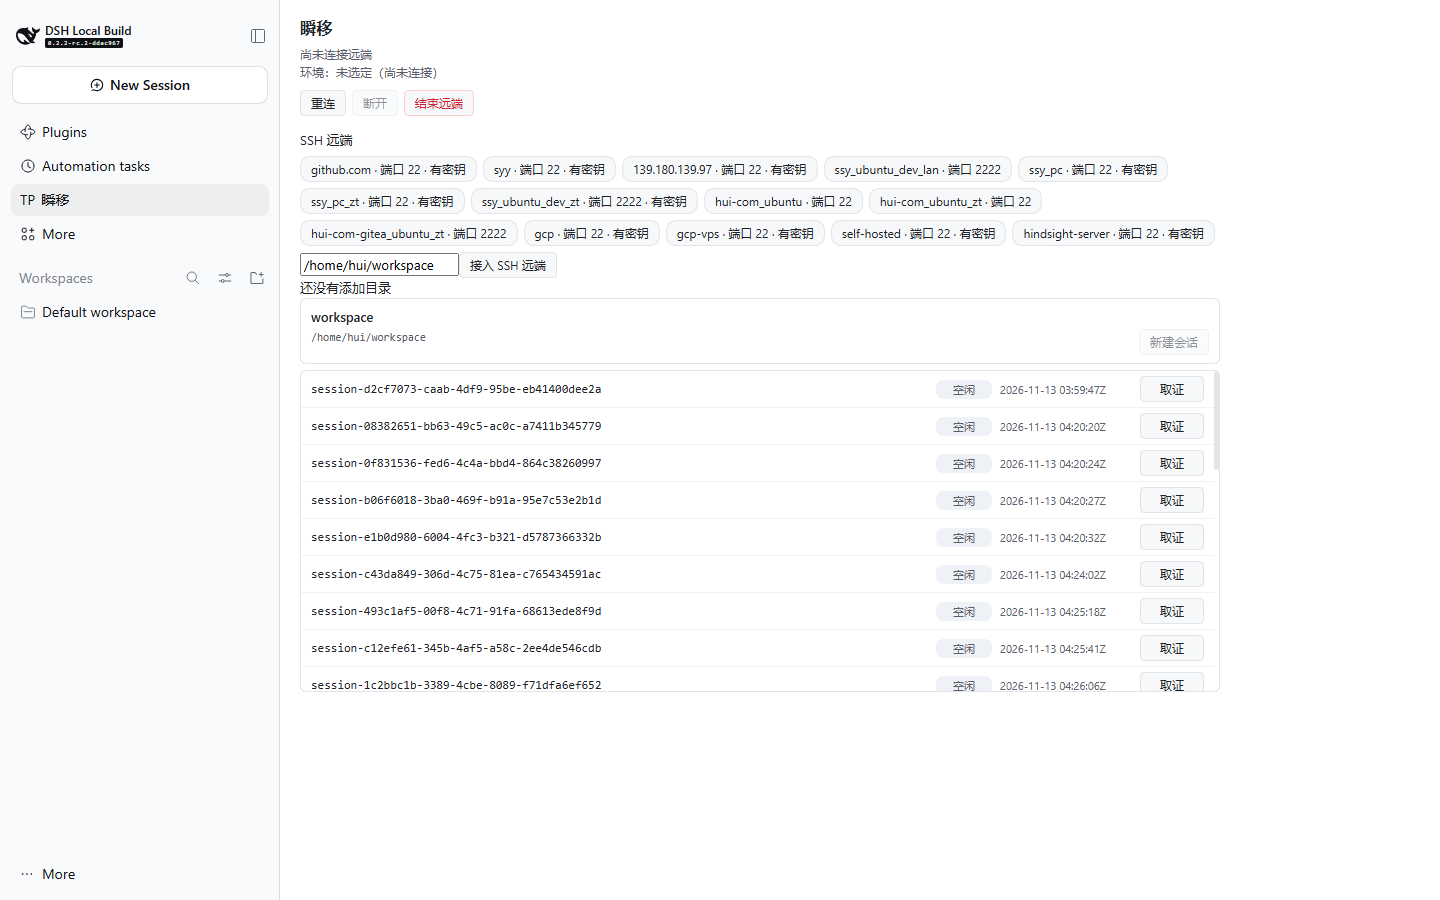 DSH Local Build
0.2.2-rc.2-ddac967
New Session
Plugins
Automation tasks
TP 瞬移
More
Workspaces
Default workspace
More
瞬移
尚未连接远端
环境：未选定（尚未连接）
重连 断开 结束远端
SSH 远端
github.com · 端口 22 · 有密钥 syy · 端口 22 · 有密钥 139.180.139.97 · 端口 22 · 有密钥 ssy_ubuntu_dev_lan · 端口 2222 ssy_pc · 端口 22 · 有密钥
ssy_pc_zt · 端口 22 · 有密钥 ssy_ubuntu_dev_zt · 端口 2222 · 有密钥 hui-com_ubuntu · 端口 22 hui-com_ubuntu_zt · 端口 22
hui-com-gitea_ubuntu_zt · 端口 2222 gcp · 端口 22 · 有密钥 gcp-vps · 端口 22 · 有密钥 self-hosted · 端口 22 · 有密钥 hindsight-server · 端口 22 · 有密钥
/home/hui/workspace 接入 SSH 远端
还没有添加目录
workspace
/home/hui/workspace
新建会话
session-d2cf7073-caab-4df9-95be-eb41400dee2a 空闲 2026-11-13 03:59:47Z 取证
session-08382651-bb63-49c5-ac0c-a7411b345779 空闲 2026-11-13 04:20:20Z 取证
session-0f831536-fed6-4c4a-bbd4-864c38260997 空闲 2026-11-13 04:20:24Z 取证
session-b06f6018-3ba0-469f-b91a-95e7c53e2b1d 空闲 2026-11-13 04:20:27Z 取证
session-e1b0d980-6004-4fc3-b321-d5787366332b 空闲 2026-11-13 04:20:32Z 取证
session-c43da849-306d-4c75-81ea-c765434591ac 空闲 2026-11-13 04:24:02Z 取证
session-493c1af5-00f8-4c71-91fa-68613ede8f9d 空闲 2026-11-13 04:25:18Z 取证
session-c12efe61-345b-4af5-a58c-2ee4de546cdb 空闲 2026-11-13 04:25:41Z 取证
session-1c2bbc1b-3389-4cbe-8089-f71dfa6ef652 空闲 2026-11-13 04:26:06Z 取证